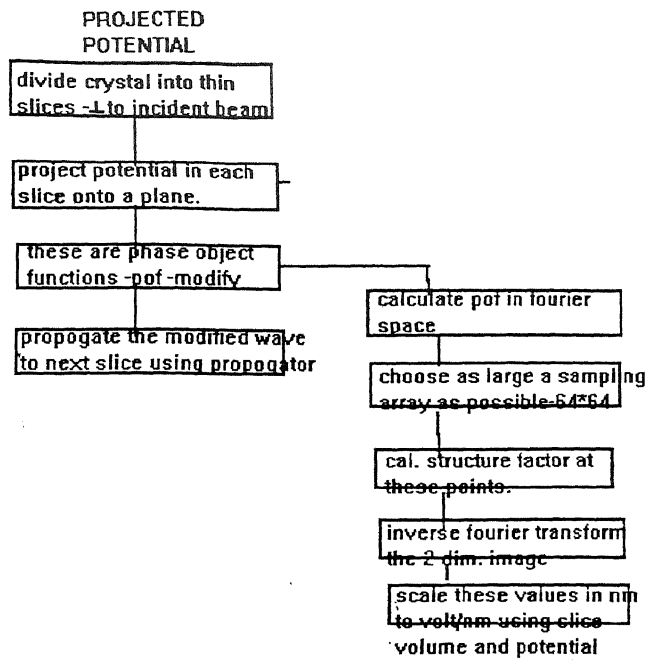 PROJECTED
POTENTIAL
divide crystal into thin
slices -⊥ to incident beam
project potential in each
slice onto a plane.
these are phase object
functions -pof -modify
propogate the modified wave
to next slice using propogator
calculate pof in fourier
space
choose as large a sampling
array as possible-64*64
cal. structure factor at
these points.
inverse fourier transform
the 2 dim. image
scale these values in nm
to volt/nm using slice
volume and potential